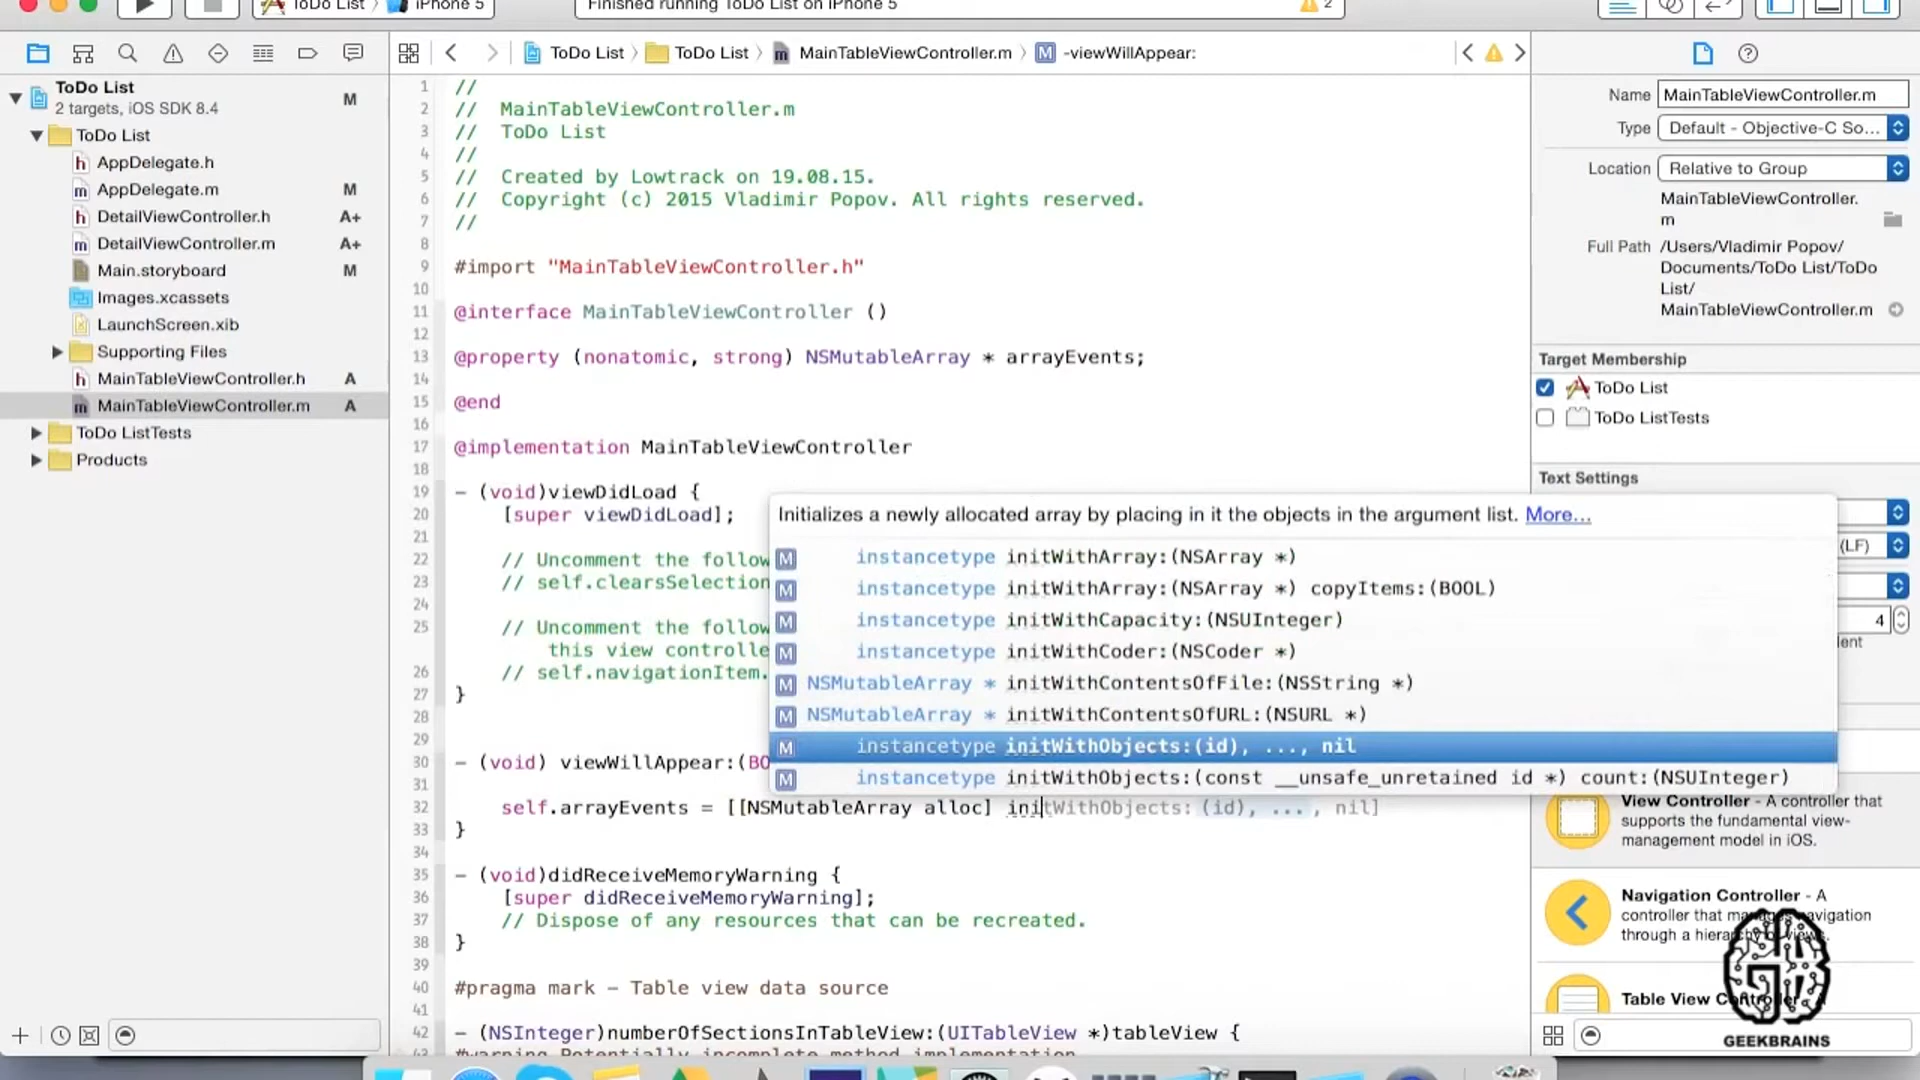 ToDo List
iPhone 5
Finished running ToDo List on iPhone 5
2
ToDo List
ToDo List
MainTableViewController.m
M
-viewWillAppear:
ToDo List
M
2 targets, iOS SDK 8.4
ToDo List
h AppDelegate.h
m AppDelegate.m M
h DetailViewController.h A+
m DetailViewController.m A+
Main.storyboard M
Images.xcassets
LaunchScreen.xib
Supporting Files
h MainTableViewController.h A
m MainTableViewController.m A
ToDo ListTests
Products
1 //
2 // MainTableViewController.m
3 // ToDo List
4 //
5 // Created by Lowtrack on 19.08.15.
6 // Copyright (c) 2015 Vladimir Popov. All rights reserved.
7 //
8
9 #import "MainTableViewController.h"
10
11 @interface MainTableViewController ()
12
13 @property (nonatomic, strong) NSMutableArray * arrayEvents;
14
15 @end
16
17 @implementation MainTableViewController
18
19 - (void)viewDidLoad {
20 [super viewDidLoad];
21
22 // Uncomment the follow
23 // self.clearsSelection
24
25 // Uncomment the follow
this view controlle
26 // self.navigationItem.
27 }
28
29
30 - (void) viewWillAppear:(BO
31
32 self.arrayEvents = [[NSMutableArray alloc] initWithObjects:(id), ..., nil]
33 }
34
35 - (void)didReceiveMemoryWarning {
36 [super didReceiveMemoryWarning];
37 // Dispose of any resources that can be recreated.
38 }
39
40 #pragma mark - Table view data source
41
42 - (NSInteger)numberOfSectionsInTableView:(UITableView *)tableView {
43 #warning Potentially incomplete method implementation
Initializes a newly allocated array by placing in it the objects in the argument list. More...
M instancetype initWithArray:(NSArray *)
M instancetype initWithArray:(NSArray *) copyItems:(BOOL)
M instancetype initWithCapacity:(NSUInteger)
M instancetype initWithCoder:(NSCoder *)
M NSMutableArray * initWithContentsOfFile:(NSString *)
M NSMutableArray * initWithContentsOfURL:(NSURL *)
M instancetype initWithObjects:(id), ..., nil
M instancetype initWithObjects:(const __unsafe_unretained id *) count:(NSUInteger)
Name MainTableViewController.m
Type Default - Objective-C So...
Location Relative to Group
MainTableViewController.
m
Full Path /Users/Vladimir Popov/
Documents/ToDo List/ToDo
List/
MainTableViewController.m
Target Membership
ToDo List
ToDo ListTests
Text Settings
(LF)
4
View Controller - A controller that
supports the fundamental view-
management model in iOS.
Navigation Controller - A
controller that manages navigation
through a hierarchy of views.
Table View Controller - A
GEEKBRAINS